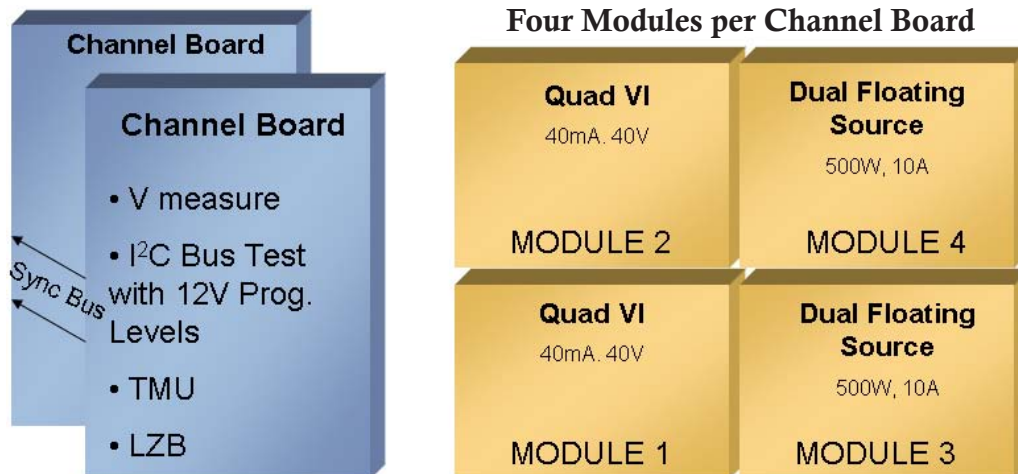 Channel Board
Channel Board
• V measure
• I²C Bus Test
with 12V Prog.
Levels
• TMU
• LZB
Sync Bus
Four Modules per Channel Board
Quad VI
40mA. 40V
MODULE 2
Dual Floating
Source
500W, 10A
MODULE 4
Quad VI
40mA. 40V
MODULE 1
Dual Floating
Source
500W, 10A
MODULE 3